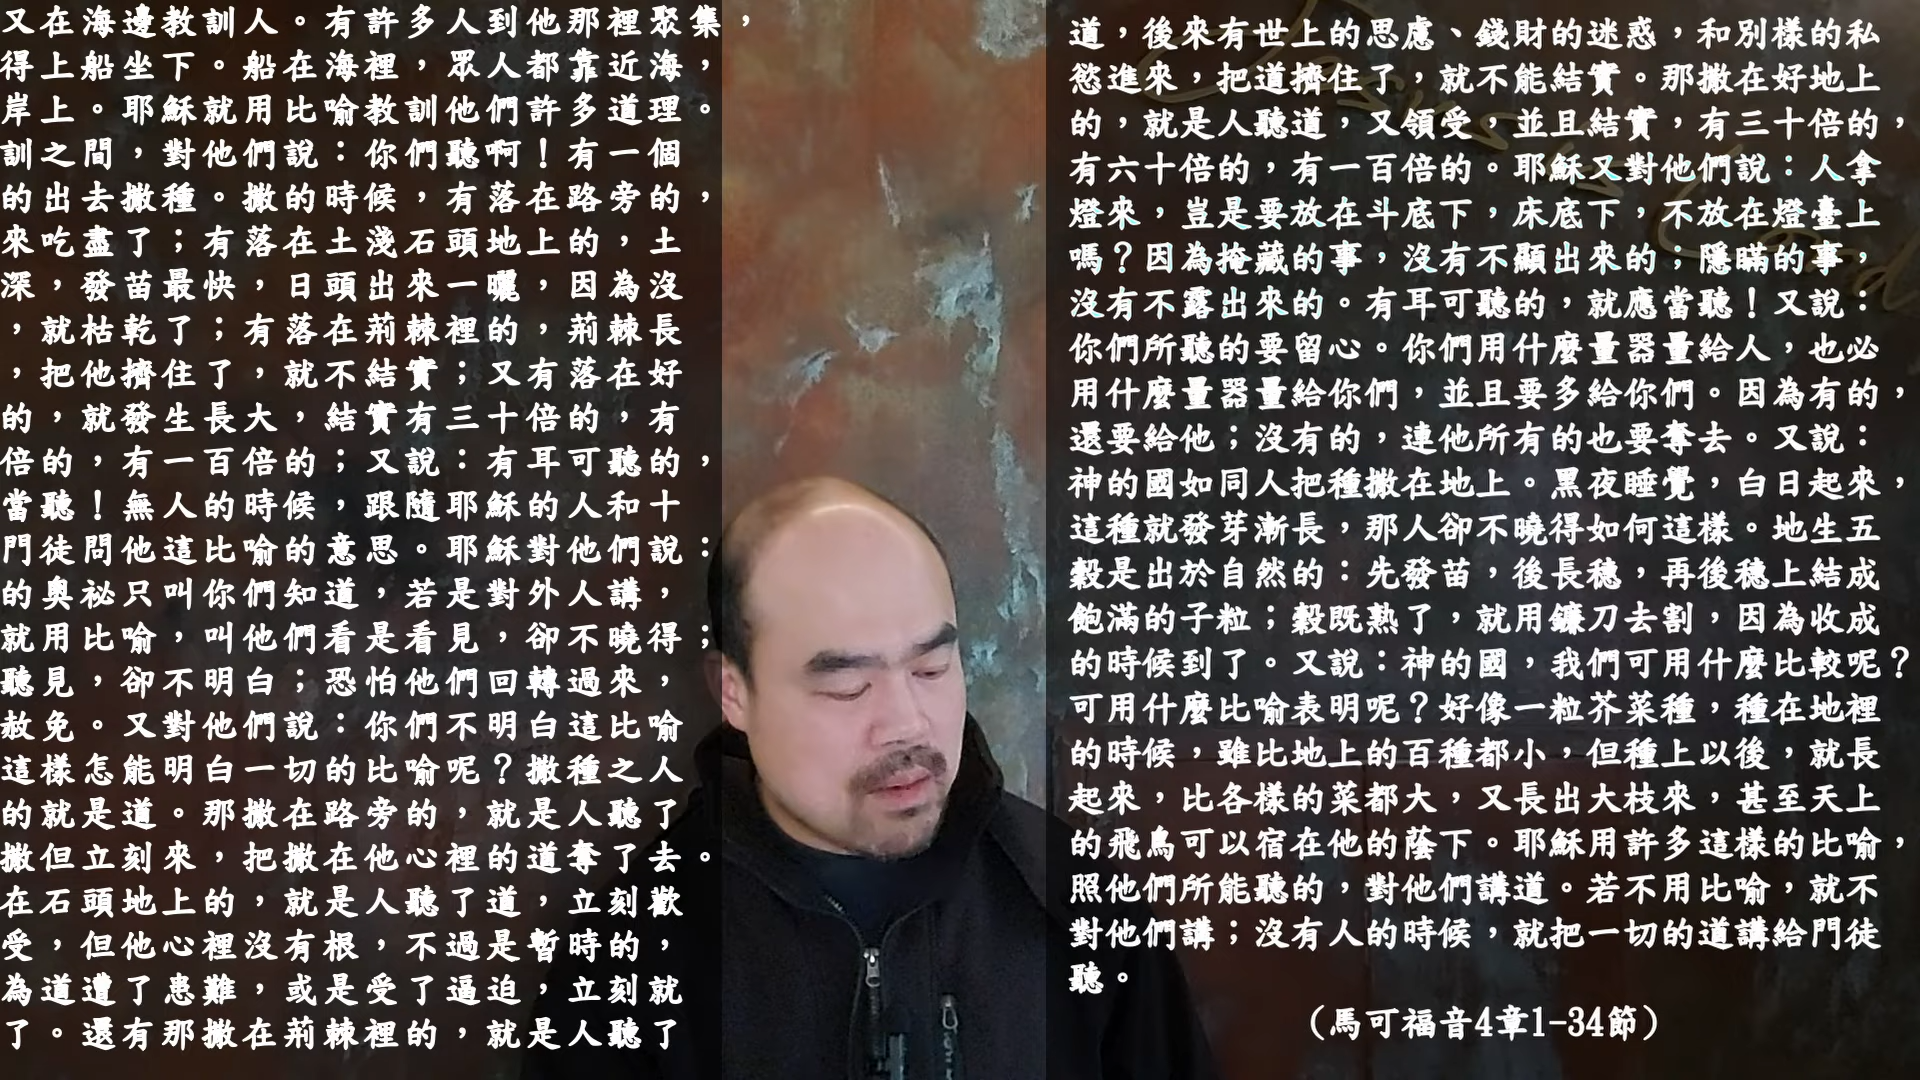 又在海邊教訓人。有許多人到他那裡聚集，
得上船坐下。船在海裡，眾人都靠近海，
岸上。耶穌就用比喻教訓他們許多道理。
訓之間，對他們說：你們聽啊！有一個
的出去撒種。撒的時候，有落在路旁的，
來吃盡了；有落在土淺石頭地上的，土
深，發苗最快，日頭出來一曬，因為沒
，就枯乾了；有落在荊棘裡的，荊棘長
，把他擠住了，就不結實；又有落在好
的，就發生長大，結實有三十倍的，有
倍的，有一百倍的；又說：有耳可聽的，
當聽！無人的時候，跟隨耶穌的人和十
門徒問他這比喻的意思。耶穌對他們說：
的奧祕只叫你們知道，若是對外人講，
就用比喻，叫他們看是看見，卻不曉得；
聽見，卻不明白；恐怕他們回轉過來，
赦免。又對他們說：你們不明白這比喻
這樣怎能明白一切的比喻呢？撒種之人
的就是道。那撒在路旁的，就是人聽了
撒但立刻來，把撒在他心裡的道奪了去。
在石頭地上的，就是人聽了道，立刻歡
受，但他心裡沒有根，不過是暫時的，
為道遭了患難，或是受了逼迫，立刻就
了。還有那撒在荊棘裡的，就是人聽了
道，後來有世上的思慮、錢財的迷惑，和別樣的私
慾進來，把道擠住了，就不能結實。那撒在好地上
的，就是人聽道，又領受，並且結實，有三十倍的，
有六十倍的，有一百倍的。耶穌又對他們說：人拿
燈來，豈是要放在斗底下，床底下，不放在燈臺上
嗎？因為掩藏的事，沒有不顯出來的；隱瞞的事，
沒有不露出來的。有耳可聽的，就應當聽！又說：
你們所聽的要留心。你們用什麼量器量給人，也必
用什麼量器量給你們，並且要多給你們。因為有的，
還要給他；沒有的，連他所有的也要奪去。又說：
神的國如同人把種撒在地上。黑夜睡覺，白日起來，
這種就發芽漸長，那人卻不曉得如何這樣。地生五
穀是出於自然的：先發苗，後長穗，再後穗上結成
飽滿的子粒；穀既熟了，就用鐮刀去割，因為收成
的時候到了。又說：神的國，我們可用什麼比較呢？
可用什麼比喻表明呢？好像一粒芥菜種，種在地裡
的時候，雖比地上的百種都小，但種上以後，就長
起來，比各樣的菜都大，又長出大枝來，甚至天上
的飛鳥可以宿在他的蔭下。耶穌用許多這樣的比喻，
照他們所能聽的，對他們講道。若不用比喻，就不
對他們講；沒有人的時候，就把一切的道講給門徒
聽。
（馬可福音4章1-34節）